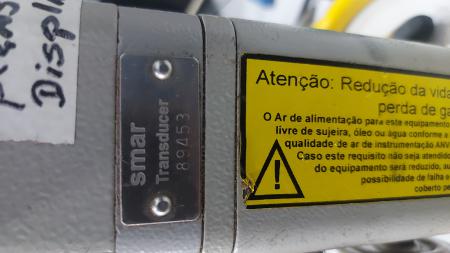 Display
smar
Transducer
89453
Atenção: Redução da vida
perda de ga
O Ar de alimentação para este equipamento
livre de sujeira, óleo ou água conforme a
qualidade de ar de instrumentação ANV
Caso este requisito não seja atendido
do equipamento será reduzido, au
possibilidade de falha e
coberto pe